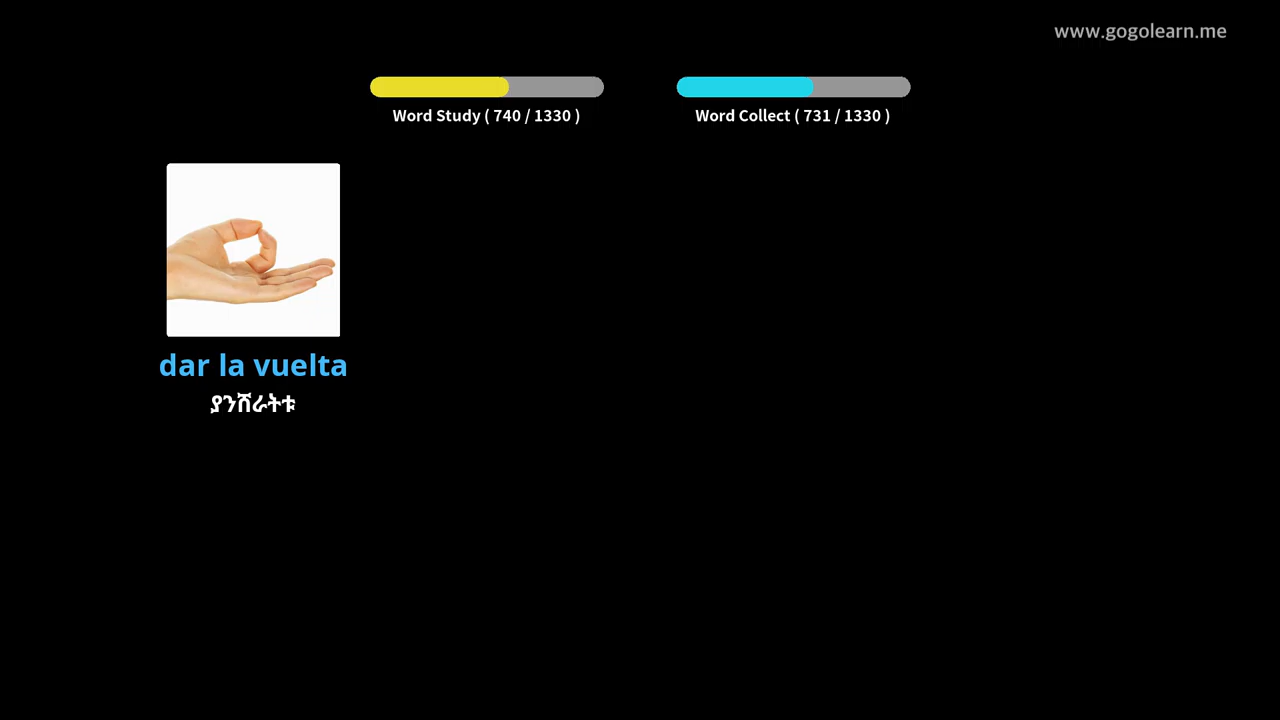 www.gogolearn.me
Word Study ( 740 / 1330 )
Word Collect ( 731 / 1330 )
dar la vuelta
ያንሸራትቱ